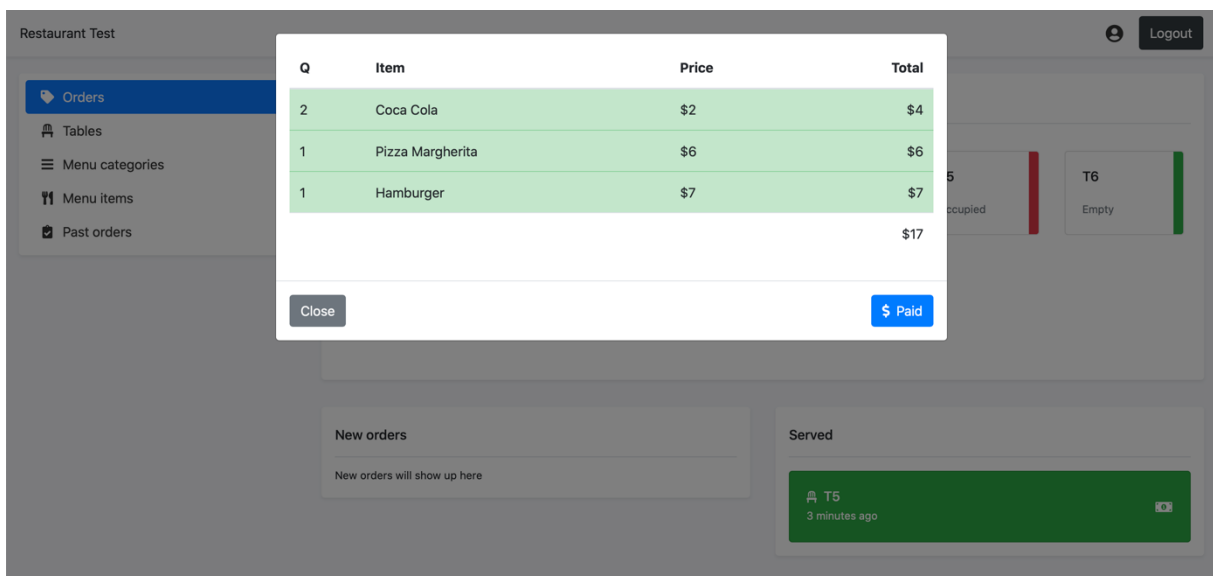 Restaurant Test
Logout
Orders
Tables
Menu categories
Menu items
Past orders
Q Item Price Total
2 Coca Cola $2 $4
1 Pizza Margherita $6 $6
1 Hamburger $7 $7
$17
Close
$ Paid
5
ccupied
T6
Empty
New orders
New orders will show up here
Served
T5
3 minutes ago